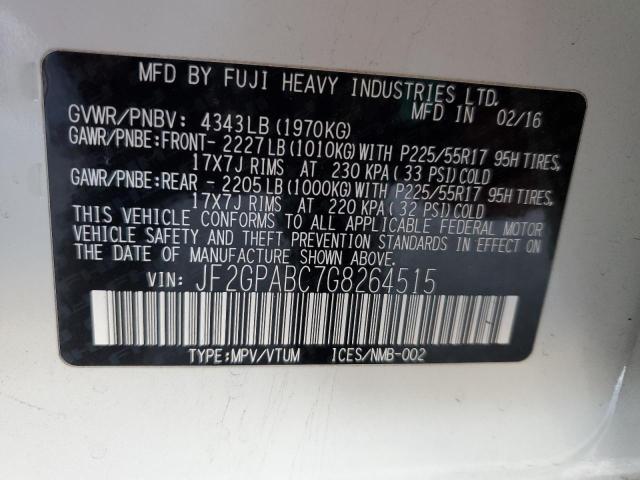 MFD BY FUJI HEAVY INDUSTRIES LTD.
GVWR/PNBV: 4343LB (1970KG) MFD IN 02/16
GAWR/PNBE:FRONT- 2227LB(1010KG)WITH P225/55R17 95H TIRES,
17X7J RIMS AT 230 KPA(33 PSI)COLD
GAWR/PNBE:REAR - 2205LB(1000KG)WITH P225/55R17 95H TIRES,
17X7J RIMS AT 220 KPA(32 PSI)COLD
THIS VEHICLE CONFORMS TO ALL APPLICABLE FEDERAL MOTOR
VEHICLE SAFETY AND THEFT PREVENTION STANDARDS IN EFFECT ON
THE DATE OF MANUFACTURE SHOWN ABOVE.
VIN: JF2GPABC7G8264515
TYPE:MPV/VTUM ICES/NMB-002